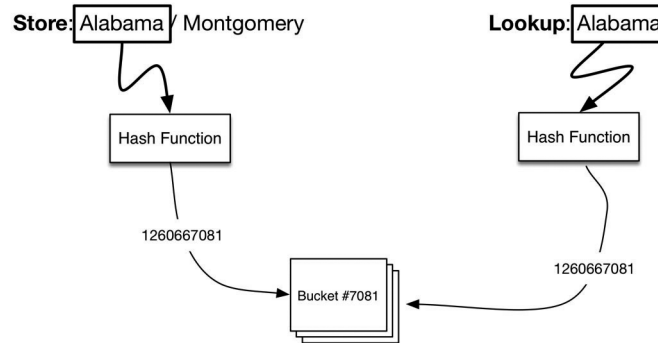 Store: Alabama / Montgomery
Lookup: Alabama
Hash Function
Hash Function
1260667081
1260667081
Bucket #7081